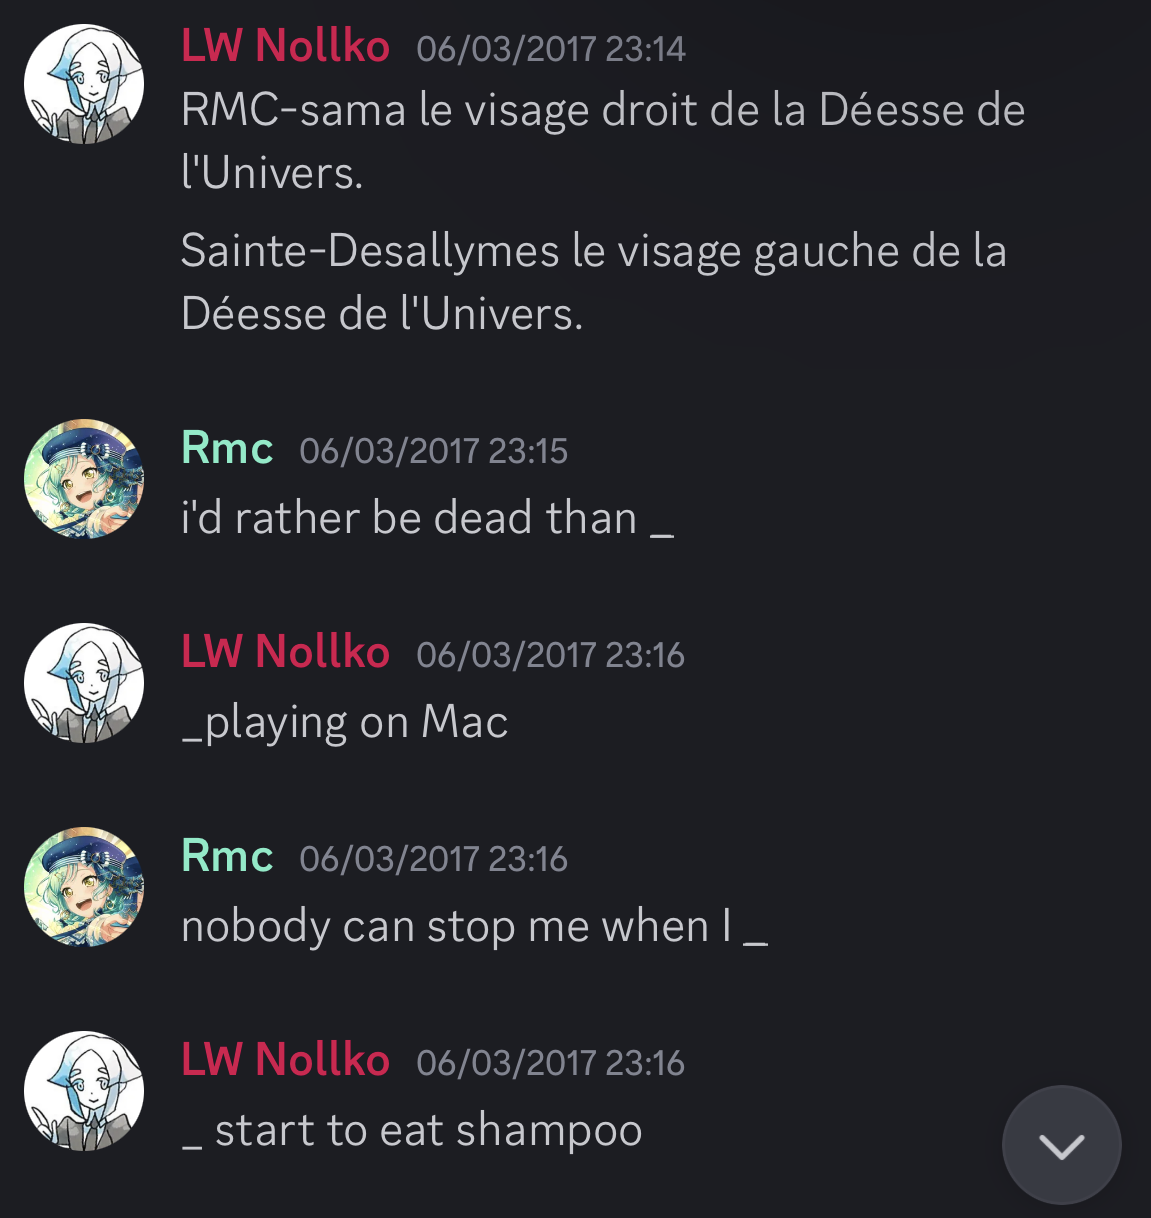 LW Nollko 06/03/2017 23:14
RMC-sama le visage droit de la Déesse de
l'Univers.
Sainte-Desallymes le visage gauche de la
Déesse de l'Univers.
Rmc 06/03/2017 23:15
i'd rather be dead than _
LW Nollko 06/03/2017 23:16
_playing on Mac
Rmc 06/03/2017 23:16
nobody can stop me when I _
LW Nollko 06/03/2017 23:16
_ start to eat shampoo